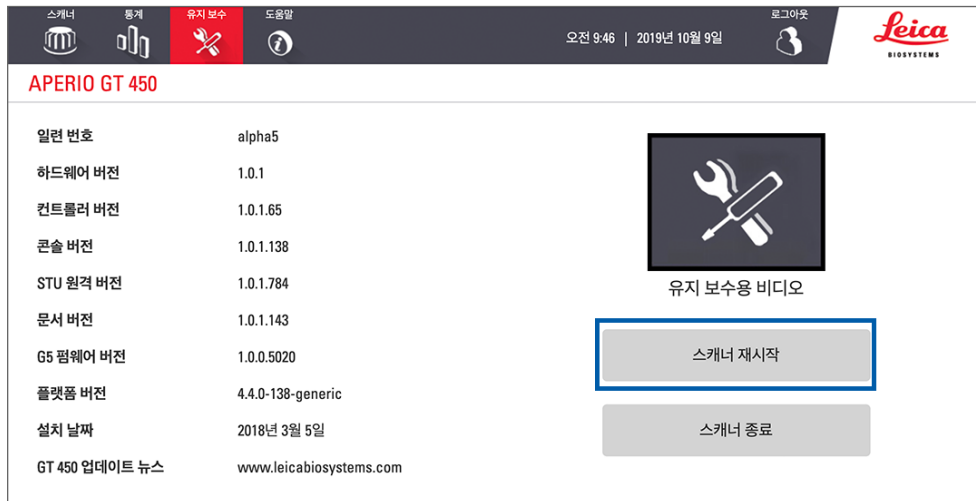 스캐너 통계 유지 보수 도움말 로그아웃
오전 9:46 | 2019년 10월 9일
Leica
BIOSYSTEMS
APERIO GT 450
일련 번호 alpha5
하드웨어 버전 1.0.1
컨트롤러 버전 1.0.1.65
콘솔 버전 1.0.1.138
STU 원격 버전 1.0.1.784
문서 버전 1.0.1.143
G5 펌웨어 버전 1.0.0.5020
플랫폼 버전 4.4.0-138-generic
설치 날짜 2018년 3월 5일
GT 450 업데이트 뉴스 www.leicabiosystems.com
유지 보수용 비디오
스캐너 재시작
스캐너 종료